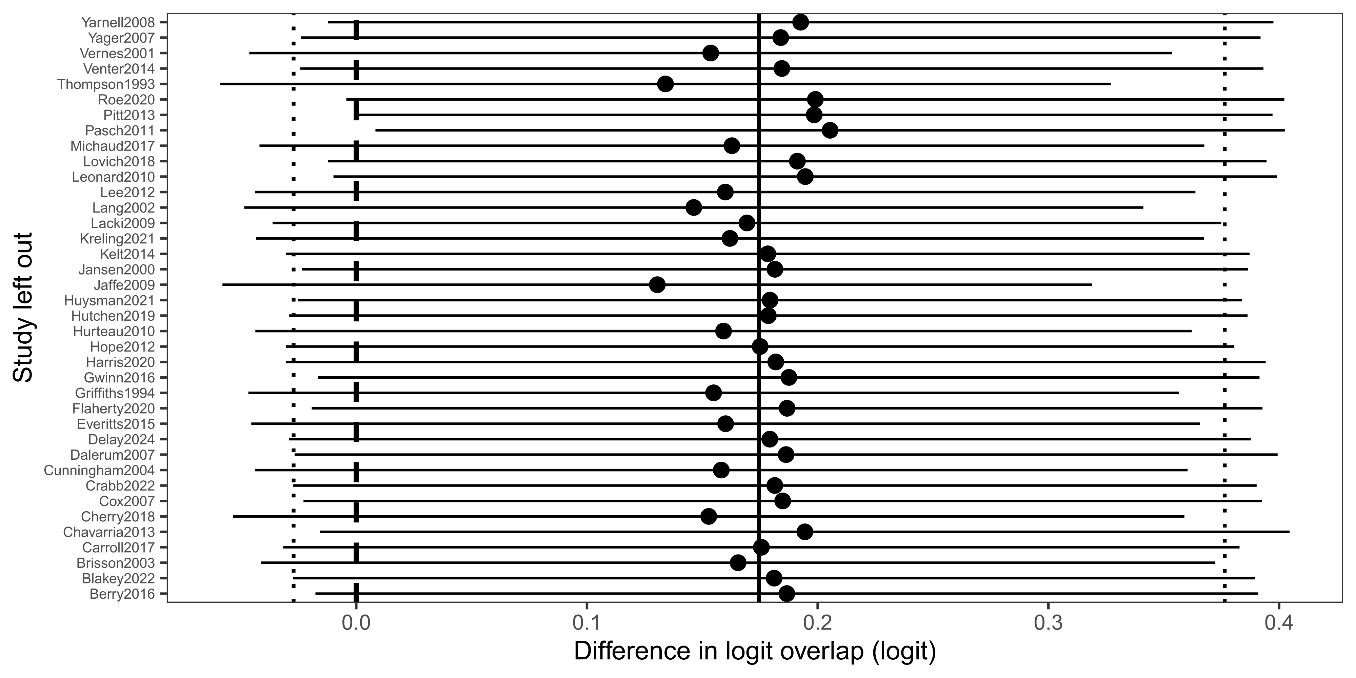 Study left out
Yarnell2008
Yager2007
Vernes2001
Venter2014
Thompson1993
Roe2020
Pitt2013
Pasch2011
Michaud2017
Lovich2018
Leonard2010
Lee2012
Lang2002
Lacki2009
Kreling2021
Kelt2014
Jansen2000
Jaffe2009
Huysman2021
Hutchen2019
Hurteau2010
Hope2012
Harris2020
Gwinn2016
Griffiths1994
Flaherty2020
Everitts2015
Delay2024
Dalerum2007
Cunningham2004
Crabb2022
Cox2007
Cherry2018
Chavarria2013
Carroll2017
Brisson2003
Blakey2022
Berry2016
0.0 0.1 0.2 0.3 0.4
Difference in logit overlap (logit)